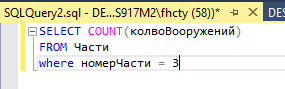 SQLQuery2.sql - DE...S917M2\fhcty (58))*
SELECT COUNT(колвоВооружений)
FROM Части
where номерЧасти = 3